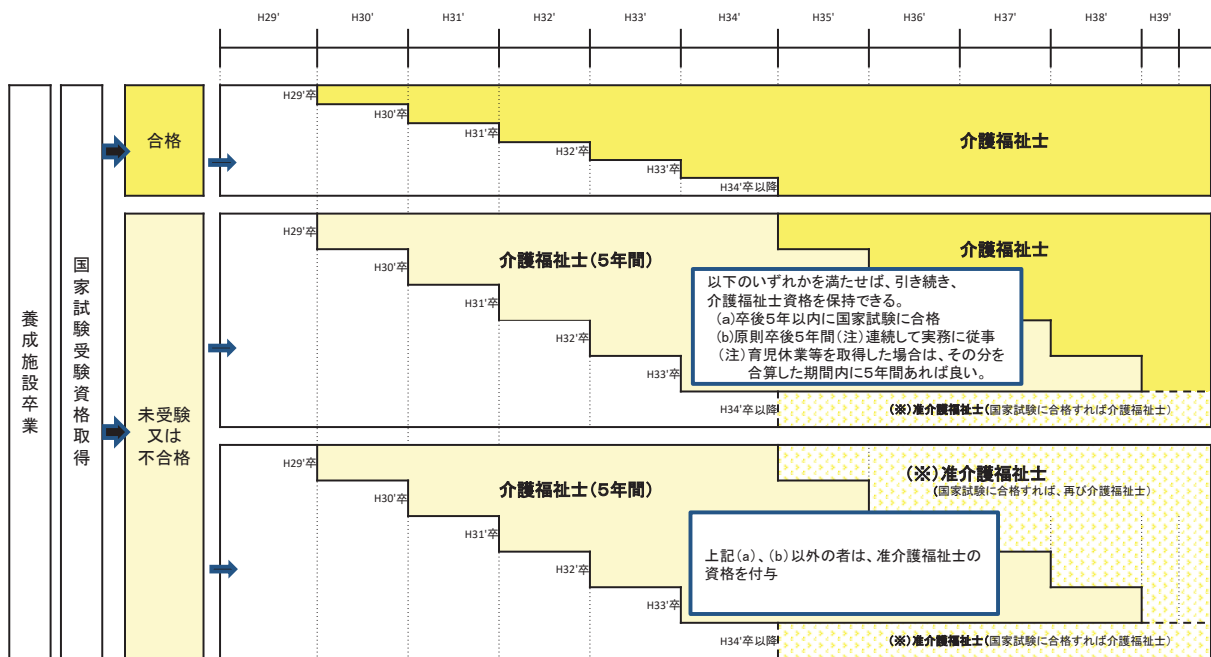 H29'
H30'
H31'
H32'
H33'
H34'
H35'
H36'
H37'
H38'
H39'
養成施設卒業
国家試験受験資格取得
合格
H29'卒
H30'卒
H31'卒
H32'卒
H33'卒
H34'卒以降
介護福祉士
未受験
又は
不合格
H29'卒
H30'卒
H31'卒
H32'卒
H33'卒
H34'卒以降
介護福祉士(5年間)
介護福祉士
以下のいずれかを満たせば、引き続き、
介護福祉士資格を保持できる。
(a)卒後5年以内に国家試験に合格
(b)原則卒後5年間(注)連続して実務に従事
(注)育児休業等を取得した場合は、その分を
合算した期間内に5年間あれば良い。
(※)准介護福祉士(国家試験に合格すれば介護福祉士)
H29'卒
H30'卒
H31'卒
H32'卒
H33'卒
H34'卒以降
介護福祉士(5年間)
(※)准介護福祉士
(国家試験に合格すれば、再び介護福祉士)
上記(a)、(b)以外の者は、准介護福祉士の
資格を付与
(※)准介護福祉士(国家試験に合格すれば介護福祉士)